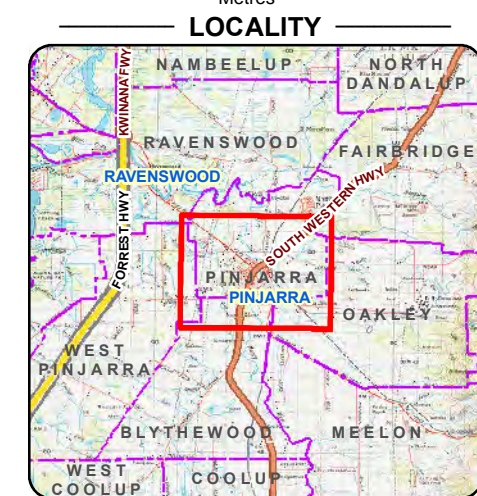 Metres
LOCALITY
NAMBEELUP
NORTH
DANDALUP
KWINANA FWY
RAVENSWOOD
FAIRBRIDGE
RAVENSWOOD
SOUTH WESTERN HWY
FORREST HWY
PINJARRA
PINJARRA
OAKLEY
WEST
PINJARRA
BLYTHEWOOD
MEELON
WEST
COOLUP
COOLUP